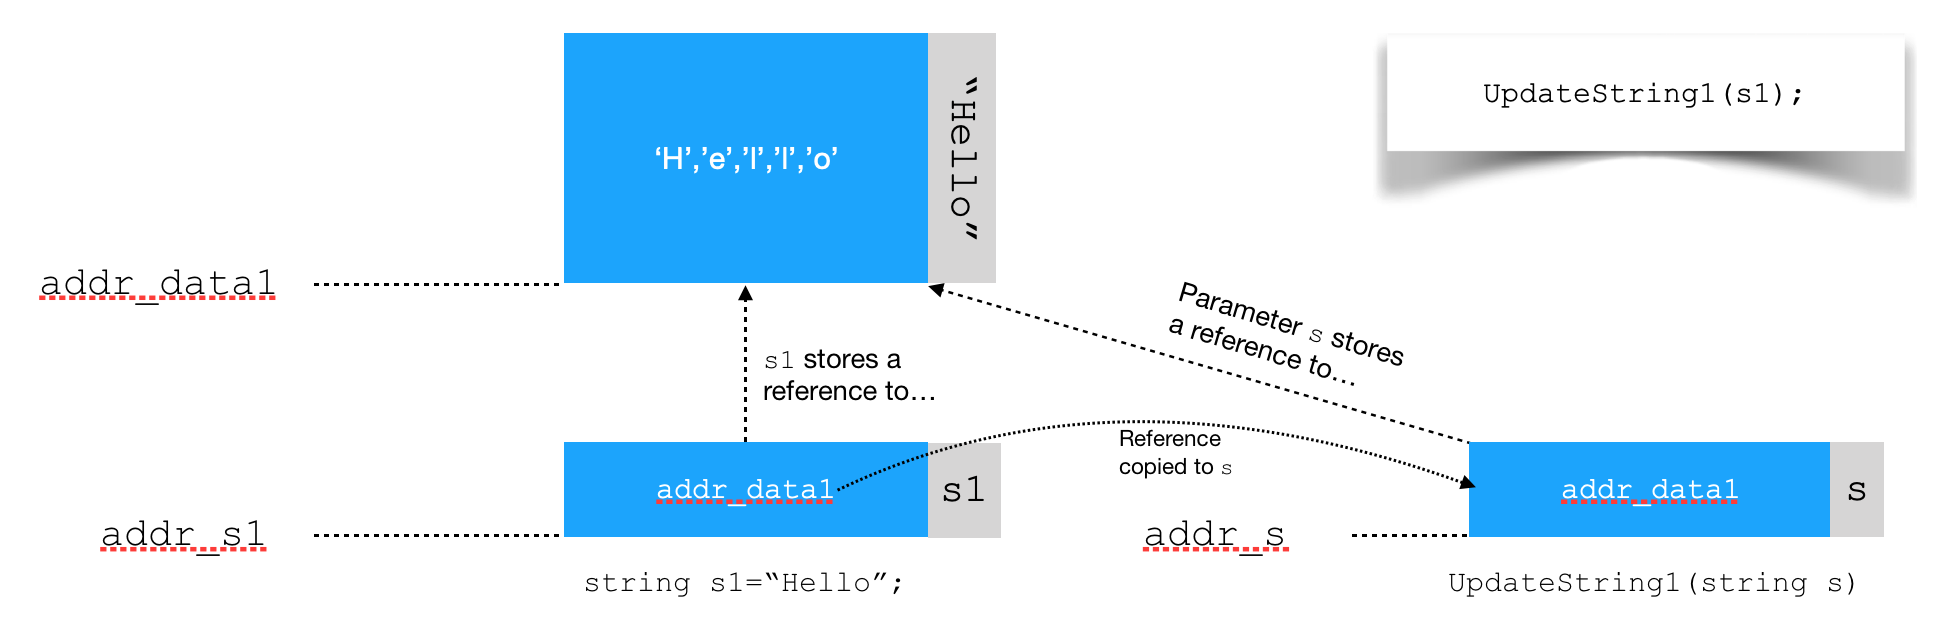 UpdateString1(s1);
‘H’,’e’,’l’,’l’,’o’
“Hello”
addr_data1
Parameter s stores
a reference to…
s1 stores a
reference to…
Reference
copied to s
addr_data1
s1
addr_data1
s
addr_s1
addr_s
string s1=“Hello”;
UpdateString1(string s)